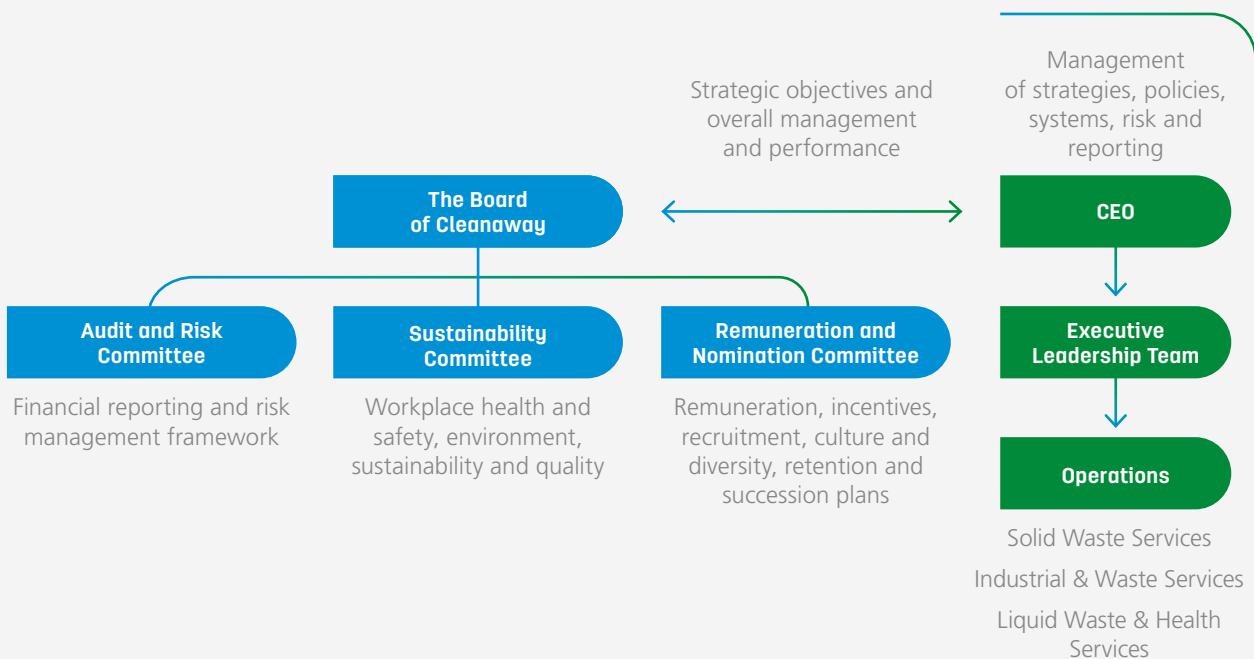 Strategic objectives and
overall management
and performance
Management
of strategies, policies,
systems, risk and
reporting
The Board
of Cleanaway
CEO
Audit and Risk
Committee
Sustainability
Committee
Remuneration and
Nomination Committee
Executive
Leadership Team
Financial reporting and risk
management framework
Workplace health and
safety, environment,
sustainability and quality
Remuneration, incentives,
recruitment, culture and
diversity, retention and
succession plans
Operations
Solid Waste Services
Industrial & Waste Services
Liquid Waste & Health
Services